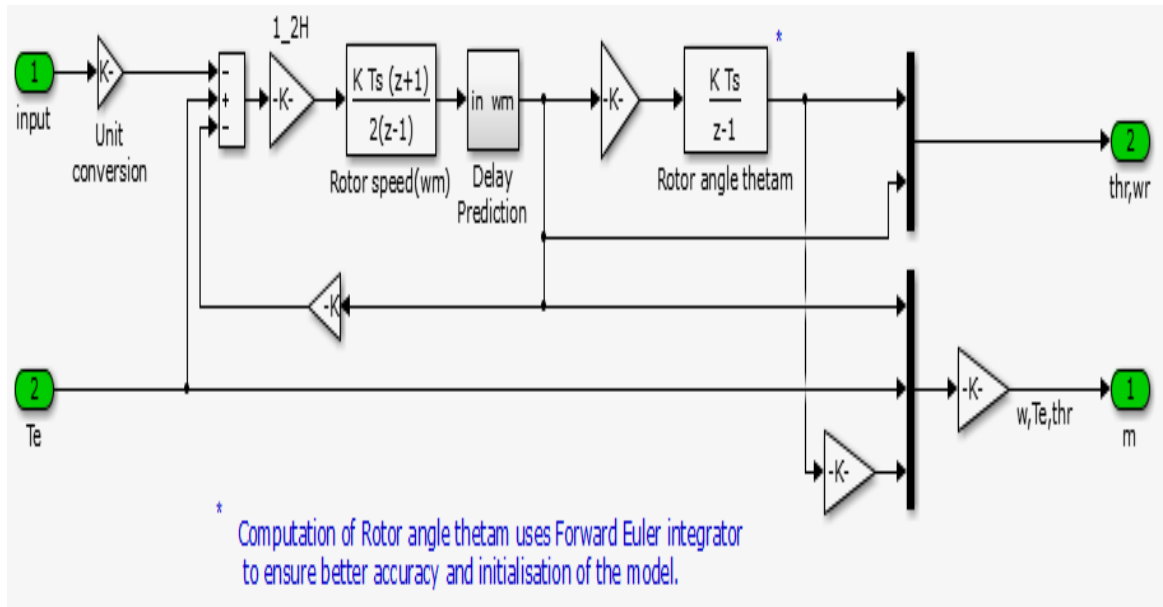 1_2H
1
input
K-
Unit
conversion
-
+
-
-K-
K Ts (z+1)
2(z-1)
Rotor speed(wm)
in wm
Delay
Prediction
-K-
K Ts
z-1
Rotor angle thetam
*
2
thr,wr
-K
2
Te
-K-
-K-
w,Te,thr
1
m
*
Computation of Rotor angle thetam uses Forward Euler integrator
to ensure better accuracy and initialisation of the model.